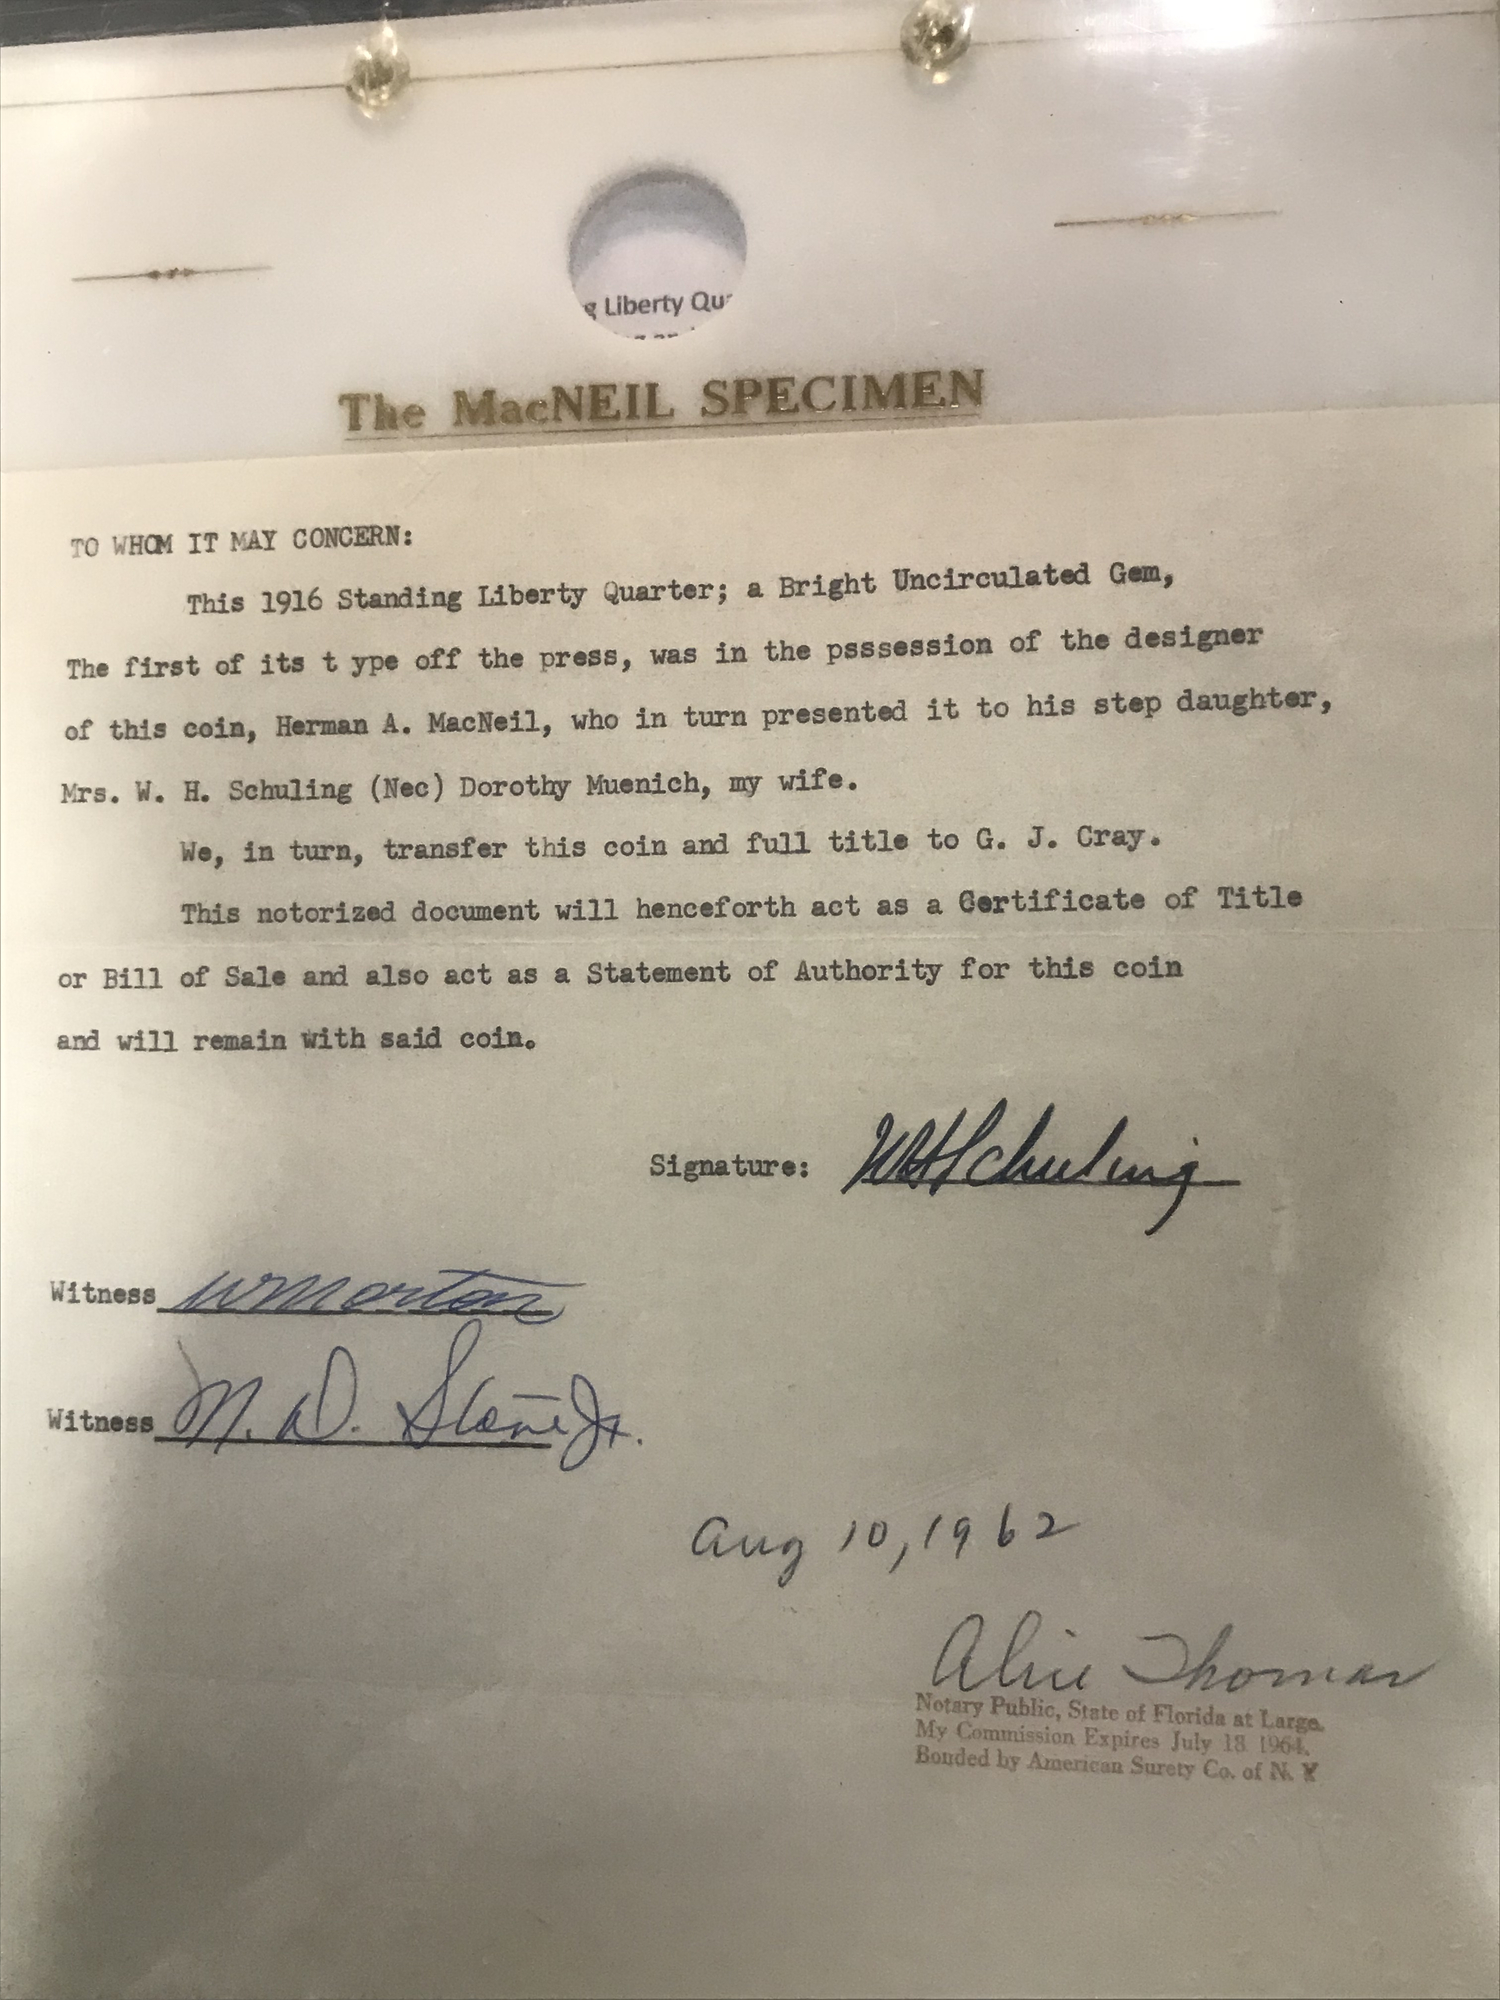 g Liberty Qu
The MacNEIL SPECIMEN
TO WHOM IT MAY CONCERN:
This 1916 Standing Liberty Quarter; a Bright Uncirculated Gem,
The first of its t ype off the press, was in the psssession of the designer
of this coin, Herman A. MacNeil, who in turn presented it to his step daughter,
Mrs. W. H. Schuling (Nec) Dorothy Muenich, my wife.
We, in turn, transfer this coin and full title to G. J. Cray.
This notorized document will henceforth act as a Certificate of Title
or Bill of Sale and also act as a Statement of Authority for this coin
and will remain with said coin.
Signature: WHSchuling
Witness WMorton
Witness N. D. Stone Jr.
Aug 10, 1962
Alice Thomas
Notary Public, State of Florida at Large.
My Commission Expires July 18 1964.
Bonded by American Surety Co. of N. Y